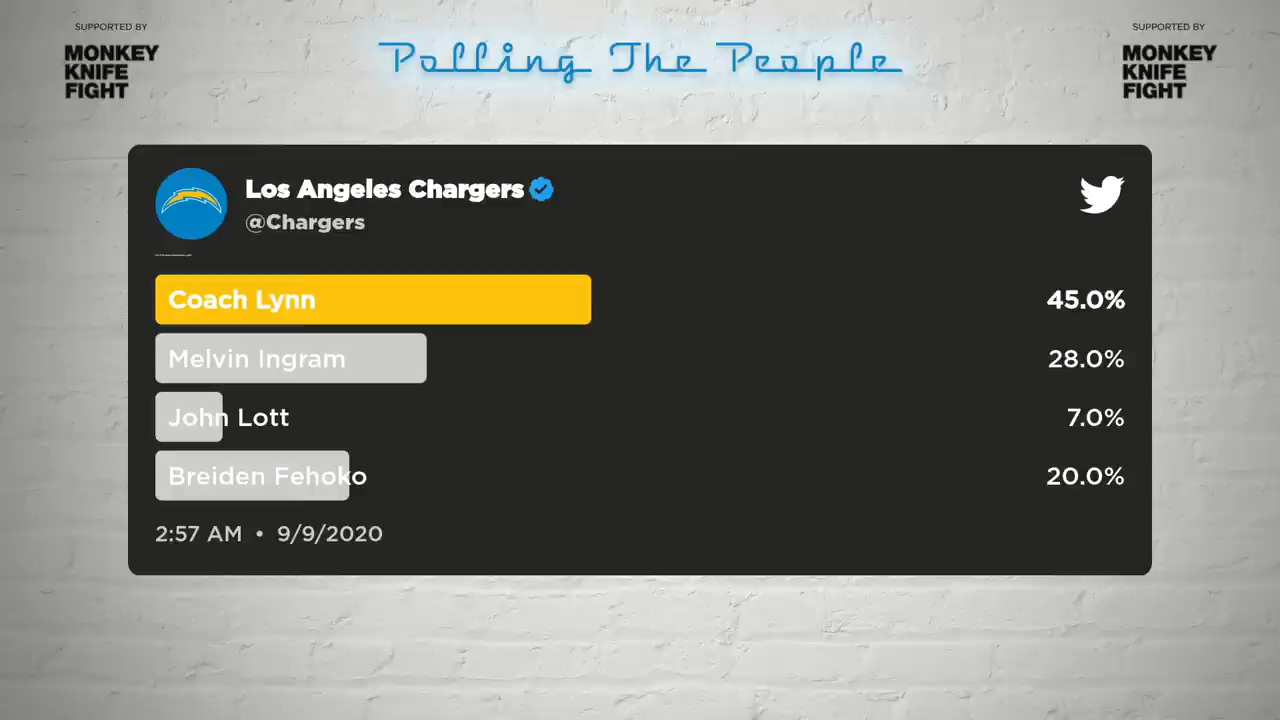 SUPPORTED BY
MONKEY
KNIFE
FIGHT
Polling The People
SUPPORTED BY
MONKEY
KNIFE
FIGHT
Los Angeles Chargers
@Chargers
Coach Lynn 45.0%
Melvin Ingram 28.0%
John Lott 7.0%
Breiden Fehoko 20.0%
2:57 AM • 9/9/2020